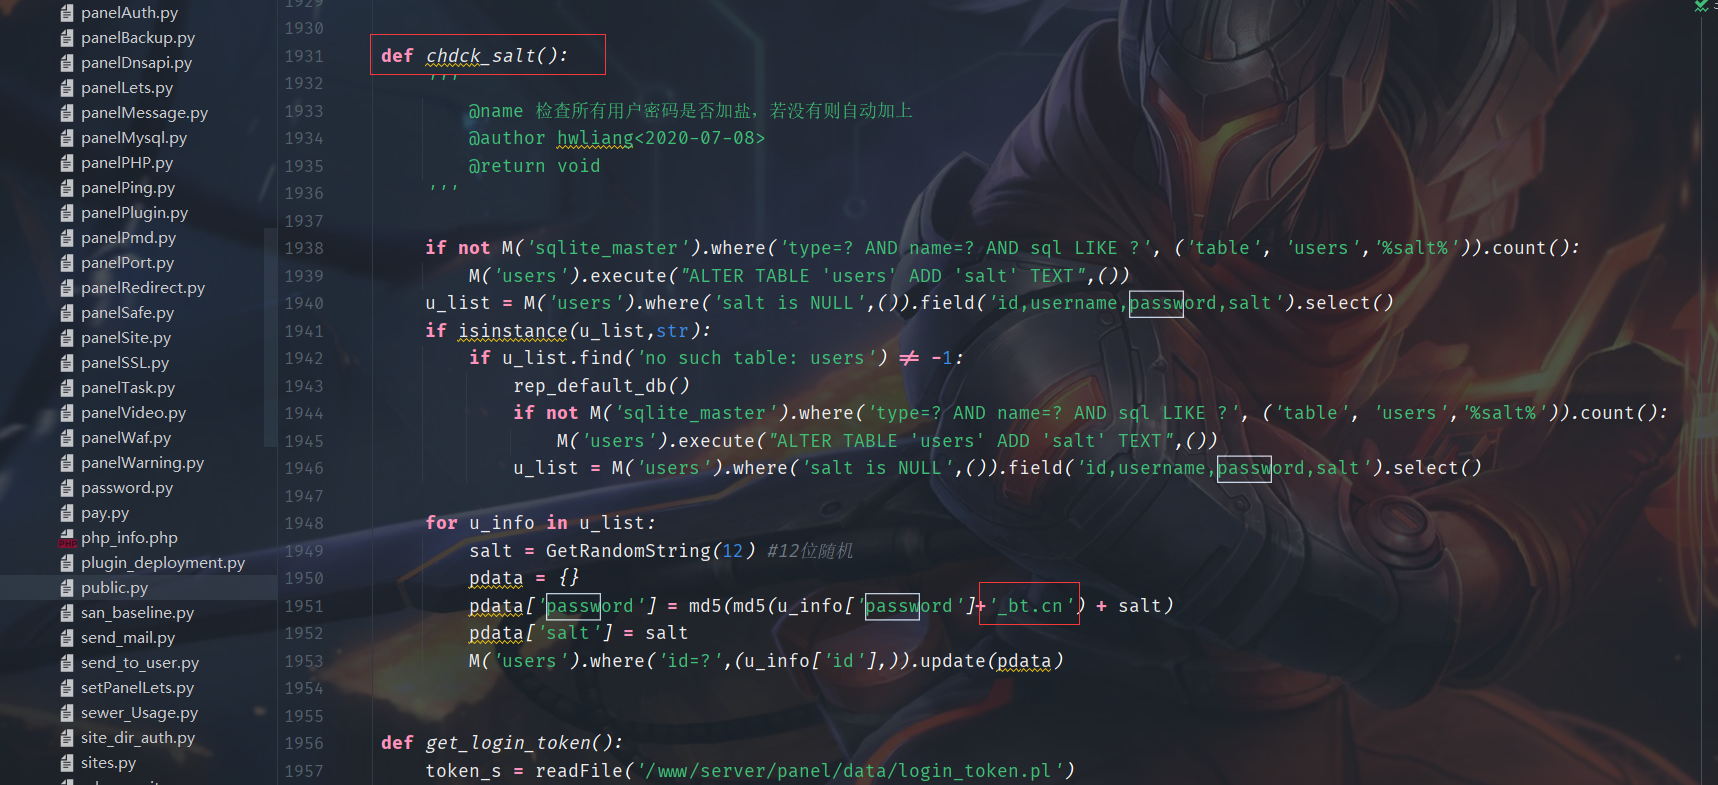 panelAuth.py
panelBackup.py
panelDnsapi.py
panelLets.py
panelMessage.py
panelMysql.py
panelPHP.py
panelPing.py
panelPlugin.py
panelPmd.py
panelPort.py
panelRedirect.py
panelSafe.py
panelSite.py
panelSSL.py
panelTask.py
panelVideo.py
panelWaf.py
panelWarning.py
password.py
pay.py
php_info.php
plugin_deployment.py
public.py
san_baseline.py
send_mail.py
send_to_user.py
setPanelLets.py
sewer_Usage.py
site_dir_auth.py
sites.py
1929
1930
1931 def chdck_salt():
1932 '''
1933 @name 检查所有用户密码是否加盐，若没有则自动加上
1934 @author hwliang<2020-07-08>
1935 @return void
1936 '''
1937
1938 if not M('sqlite_master').where('type=? AND name=? AND sql LIKE ?', ('table', 'users','%salt%')).count():
1939 M('users').execute("ALTER TABLE 'users' ADD 'salt' TEXT",())
1940 u_list = M('users').where('salt is NULL',()).field('id,username,password,salt').select()
1941 if isinstance(u_list,str):
1942 if u_list.find('no such table: users') != -1:
1943 rep_default_db()
1944 if not M('sqlite_master').where('type=? AND name=? AND sql LIKE ?', ('table', 'users','%salt%')).count():
1945 M('users').execute("ALTER TABLE 'users' ADD 'salt' TEXT",())
1946 u_list = M('users').where('salt is NULL',()).field('id,username,password,salt').select()
1947
1948 for u_info in u_list:
1949 salt = GetRandomString(12) #12位随机
1950 pdata = {}
1951 pdata['password'] = md5(md5(u_info['password']+'_bt.cn') + salt)
1952 pdata['salt'] = salt
1953 M('users').where('id=?',(u_info['id'],)).update(pdata)
1954
1955
1956 def get_login_token():
1957 token_s = readFile('/www/server/panel/data/login_token.pl')